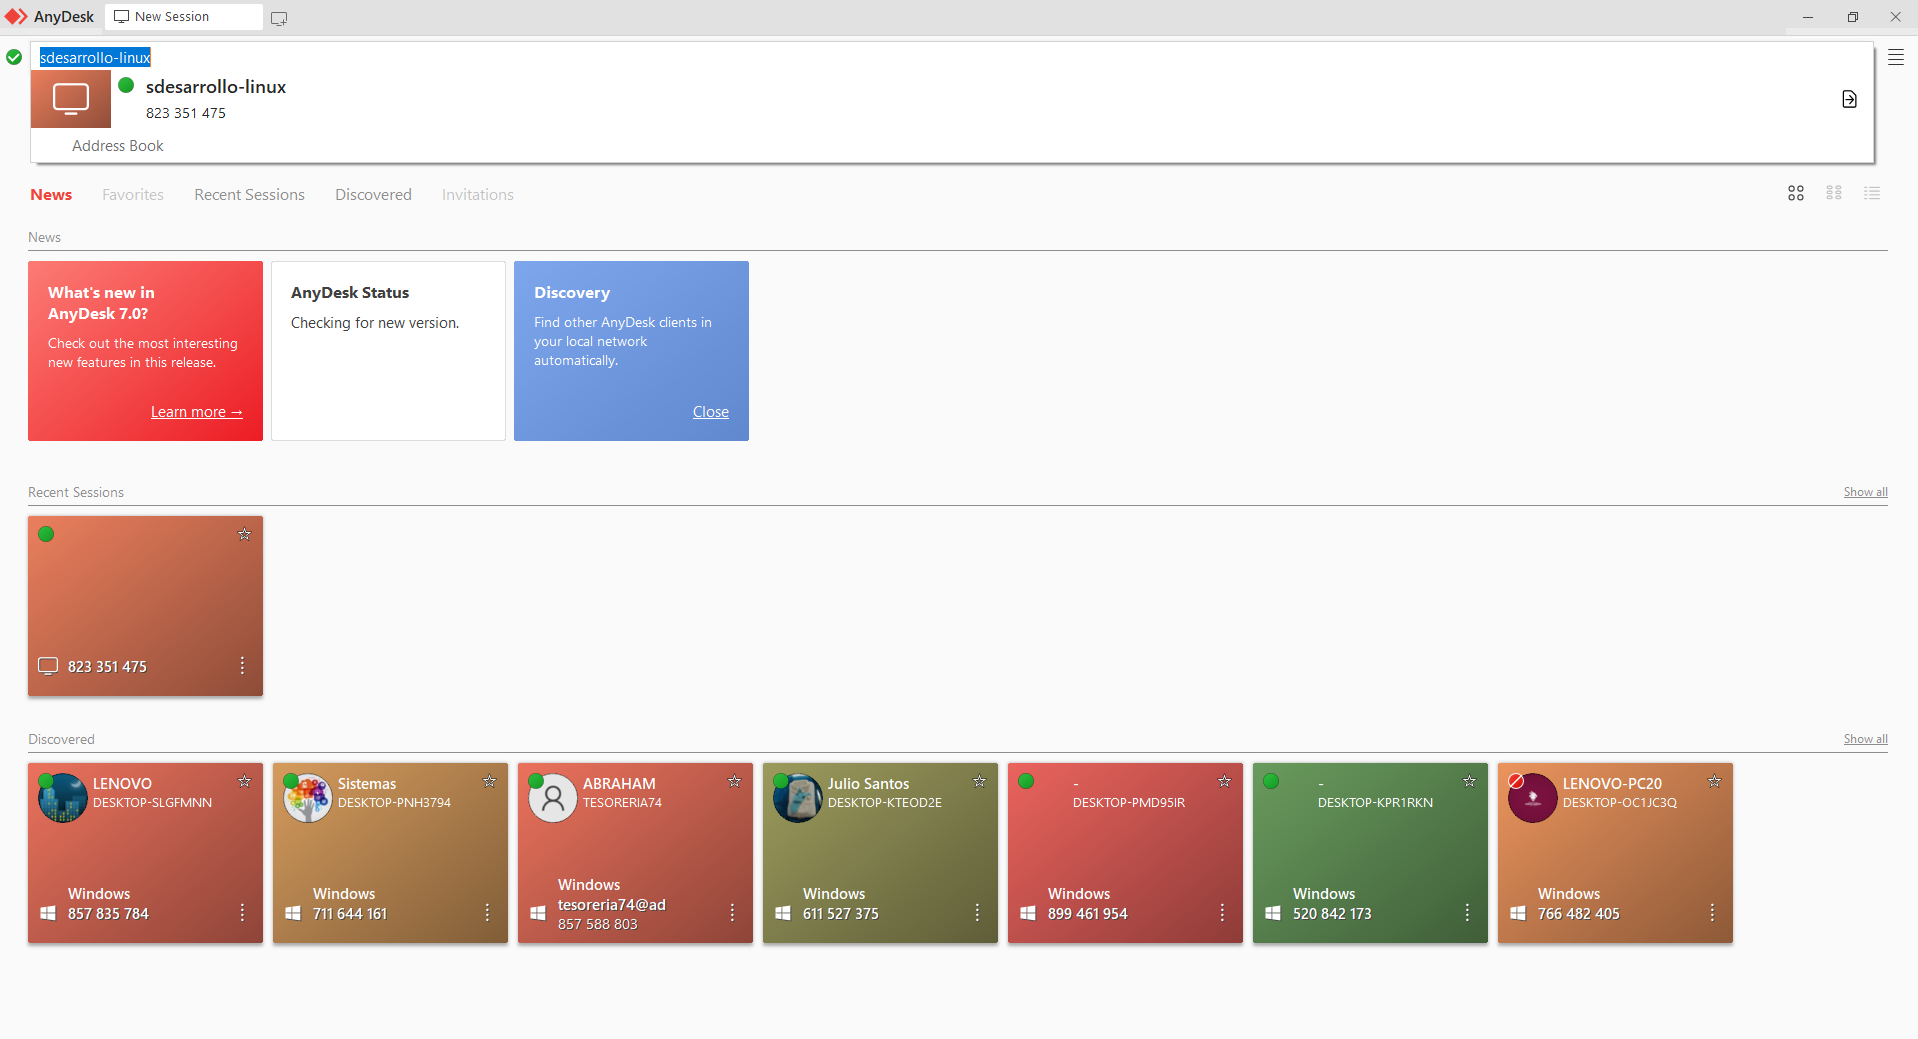 AnyDesk
New Session
sdesarrollo-linux
sdesarrollo-linux
823 351 475
Address Book
News
Favorites
Recent Sessions
Discovered
Invitations
News
What's new in
AnyDesk 7.0?
Check out the most interesting
new features in this release.
Learn more →
AnyDesk Status
Checking for new version.
Discovery
Find other AnyDesk clients in
your local network
automatically.
Close
Recent Sessions
Show all
823 351 475
Discovered
Show all
LENOVO
DESKTOP-SLGFMNN
Windows
857 835 784
Sistemas
DESKTOP-PNH3794
Windows
711 644 161
ABRAHAM
TESORERIA74
Windows
tesoreria74@ad
857 588 803
Julio Santos
DESKTOP-KTEOD2E
Windows
611 527 375
-
DESKTOP-PMD95IR
Windows
899 461 954
-
DESKTOP-KPR1RKN
Windows
520 842 173
LENOVO-PC20
DESKTOP-OC1JC3Q
Windows
766 482 405